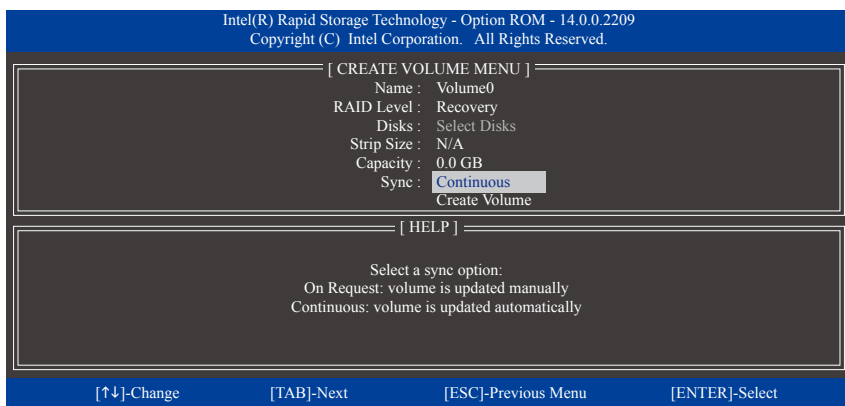 Intel(R) Rapid Storage Technology - Option ROM - 14.0.0.2209
Copyright (C) Intel Corporation. All Rights Reserved.
[ CREATE VOLUME MENU ]
Name : Volume0
RAID Level : Recovery
Disks : Select Disks
Strip Size : N/A
Capacity : 0.0 GB
Sync : Continuous
Create Volume
[ HELP ]
Select a sync option:
On Request: volume is updated manually
Continuous: volume is updated automatically
[↑↓]-Change [TAB]-Next [ESC]-Previous Menu [ENTER]-Select